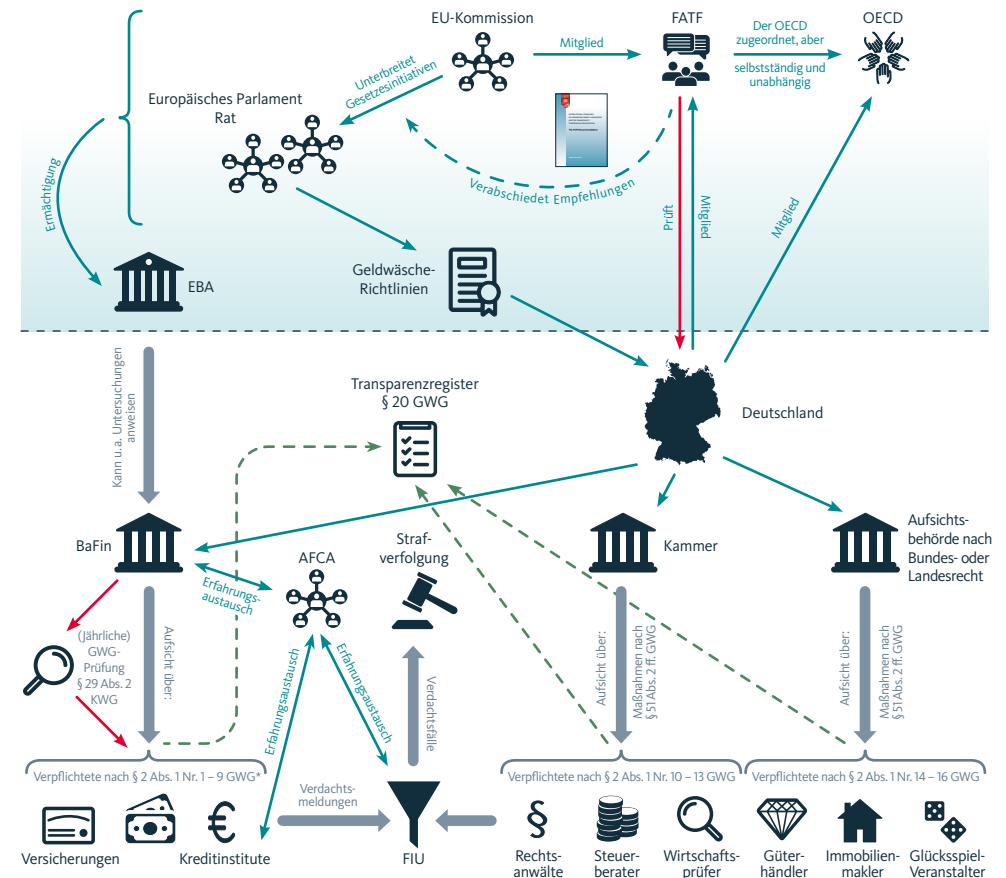 EU-Kommission
FATF
OECD
Mitglied
Der OECD
zugeordnet, aber
selbstständig und
unabhängig
Unterbreitet
Gesetzesinitiativen
Europäisches Parlament
Rat
Verabschiedet Empfehlungen
Ermächtigung
Prüft
Mitglied
Mitglied
EBA
Geldwäsche-
Richtlinien
Kann u.a. Untersuchungen
anweisen
Transparenzregister
§ 20 GWG
Deutschland
BaFin
AFCA
Straf-
verfolgung
Kammer
Aufsichts-
behörde nach
Bundes- oder
Landesrecht
Erfahrungs-
austausch
(Jährliche)
GWG-
Prüfung
§ 29 Abs. 2
KWG
Aufsicht über:
Erfahrungsaustausch
Erfahrungsaustausch
Verdachtsfälle
Aufsicht über:
Maßnahmen nach
§ 51 Abs. 2 ff. GWG
Aufsicht über:
Maßnahmen nach
§ 51 Abs. 2 ff. GWG
Verpflichtete nach § 2 Abs. 1 Nr. 1 – 9 GWG*
Verpflichtete nach § 2 Abs. 1 Nr. 10 – 13 GWG
Verpflichtete nach § 2 Abs. 1 Nr. 14 – 16 GWG
Verdachts-
meldungen
Versicherungen
Kreditinstitute
FIU
Rechts-
anwälte
Steuer-
berater
Wirtschafts-
prüfer
Güter-
händler
Immobilien-
makler
Glücksspiel-
Veranstalter